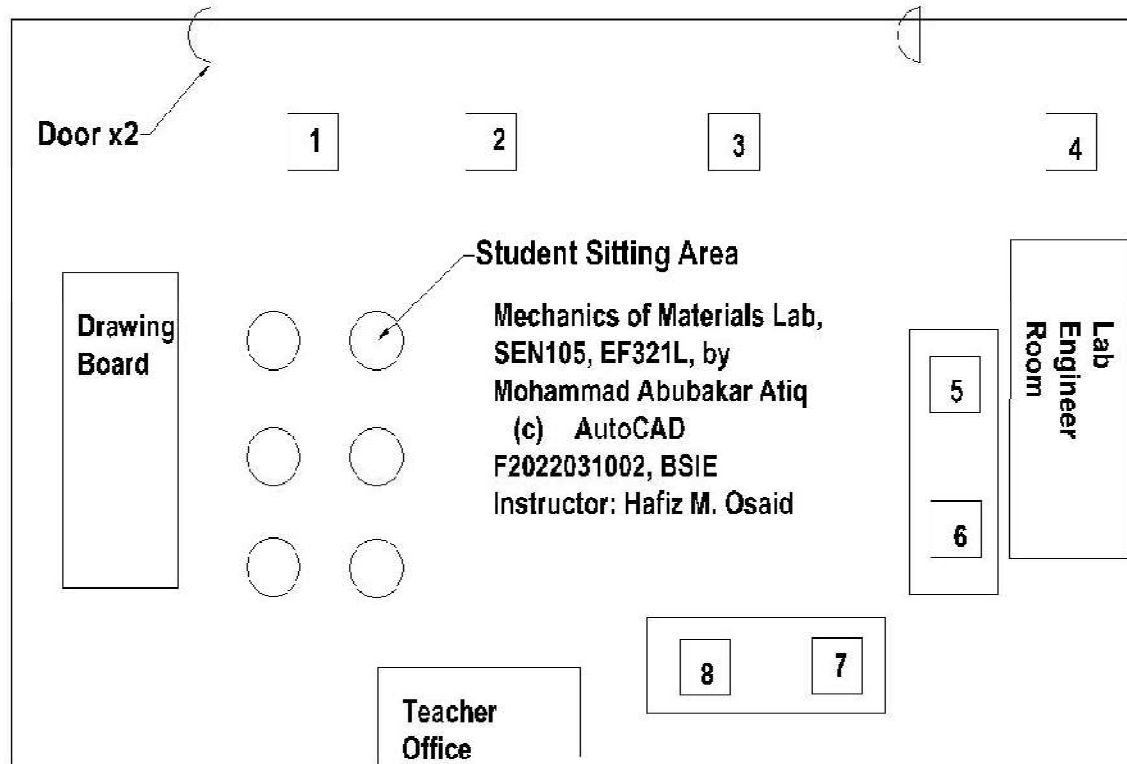 Door x2
1
2
3
4
Student Sitting Area
Drawing
Board
Mechanics of Materials Lab,
SEN105, EF321L, by
Mohammad Abubakar Atiq
(c) AutoCAD
F2022031002, BSIE
Instructor: Hafiz M. Osaid
5
6
Lab
Engineer
Room
8
7
Teacher
Office